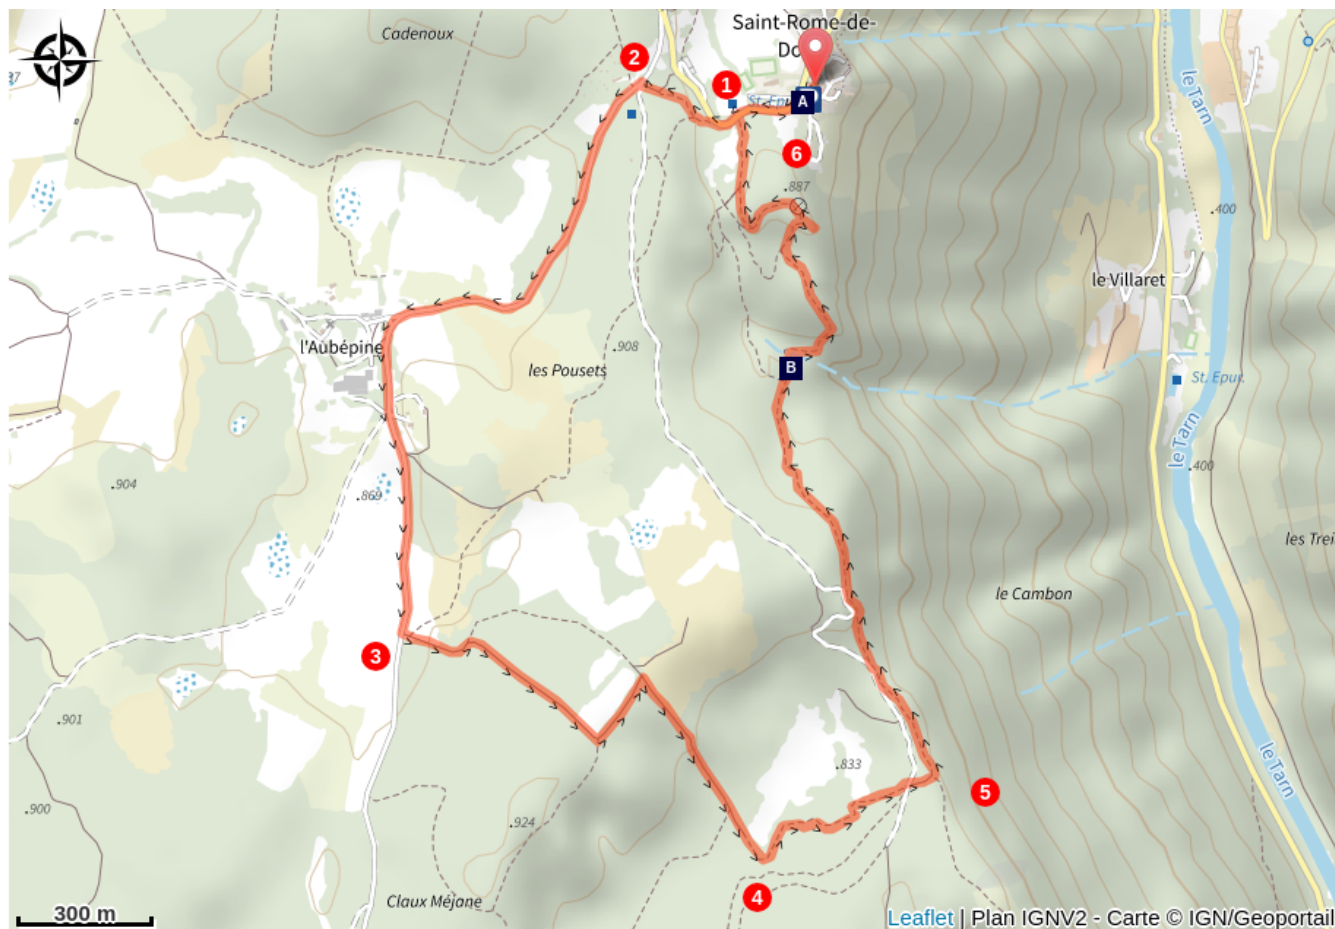 Saint-Rome-de-
Do
Cadenoux
2
1
St. Epu
A
6
.887
le Tarn
.400
le Villaret
l'Aubépine
les Pousets
.908
B
St. Epur.
le Tarn
.400
.904
.869
les Trei
le Cambon
3
.901
.833
5
le Tarn
.900
.924
4
Claux Méjane
300 m
Leaflet | Plan IGNV2 - Carte © IGN/Geoportail